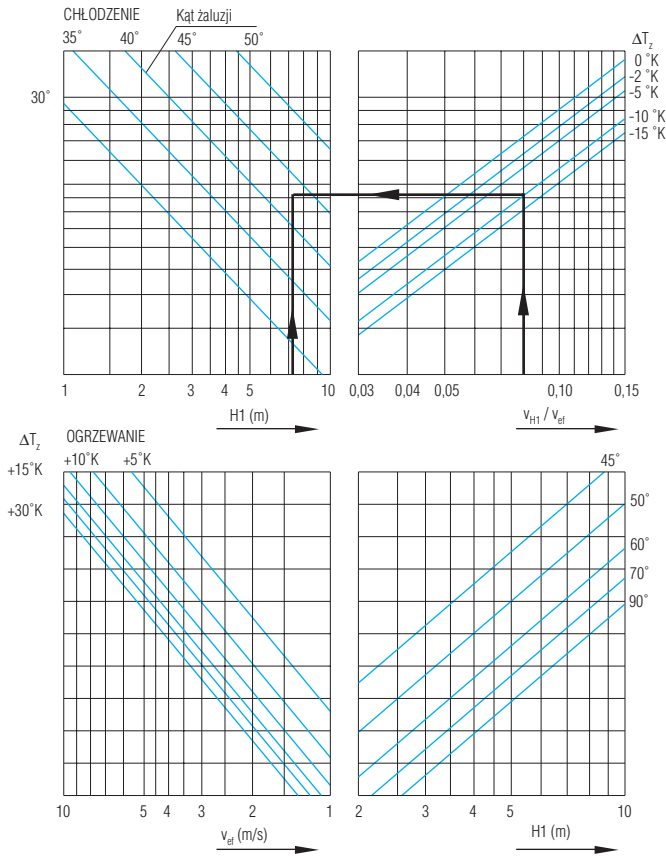 CHŁODZENIE
Kąt żaluzji
35˚ 40˚ 45˚ 50˚
30˚
ΔTz
0 ˚K
-2 ˚K
-5 ˚K
-10 ˚K
-15 ˚K
1 2 3 4 5 10
H1 (m)
0,03 0,04 0,05 0,10 0,15
vH1 / vef
ΔTz OGRZEWANIE
+15˚K +10˚K +5˚K
+30˚K
45˚
50˚
60˚
70˚
90˚
10 5 4 3 2 1
vef (m/s)
2 3 4 5 10
H1 (m)